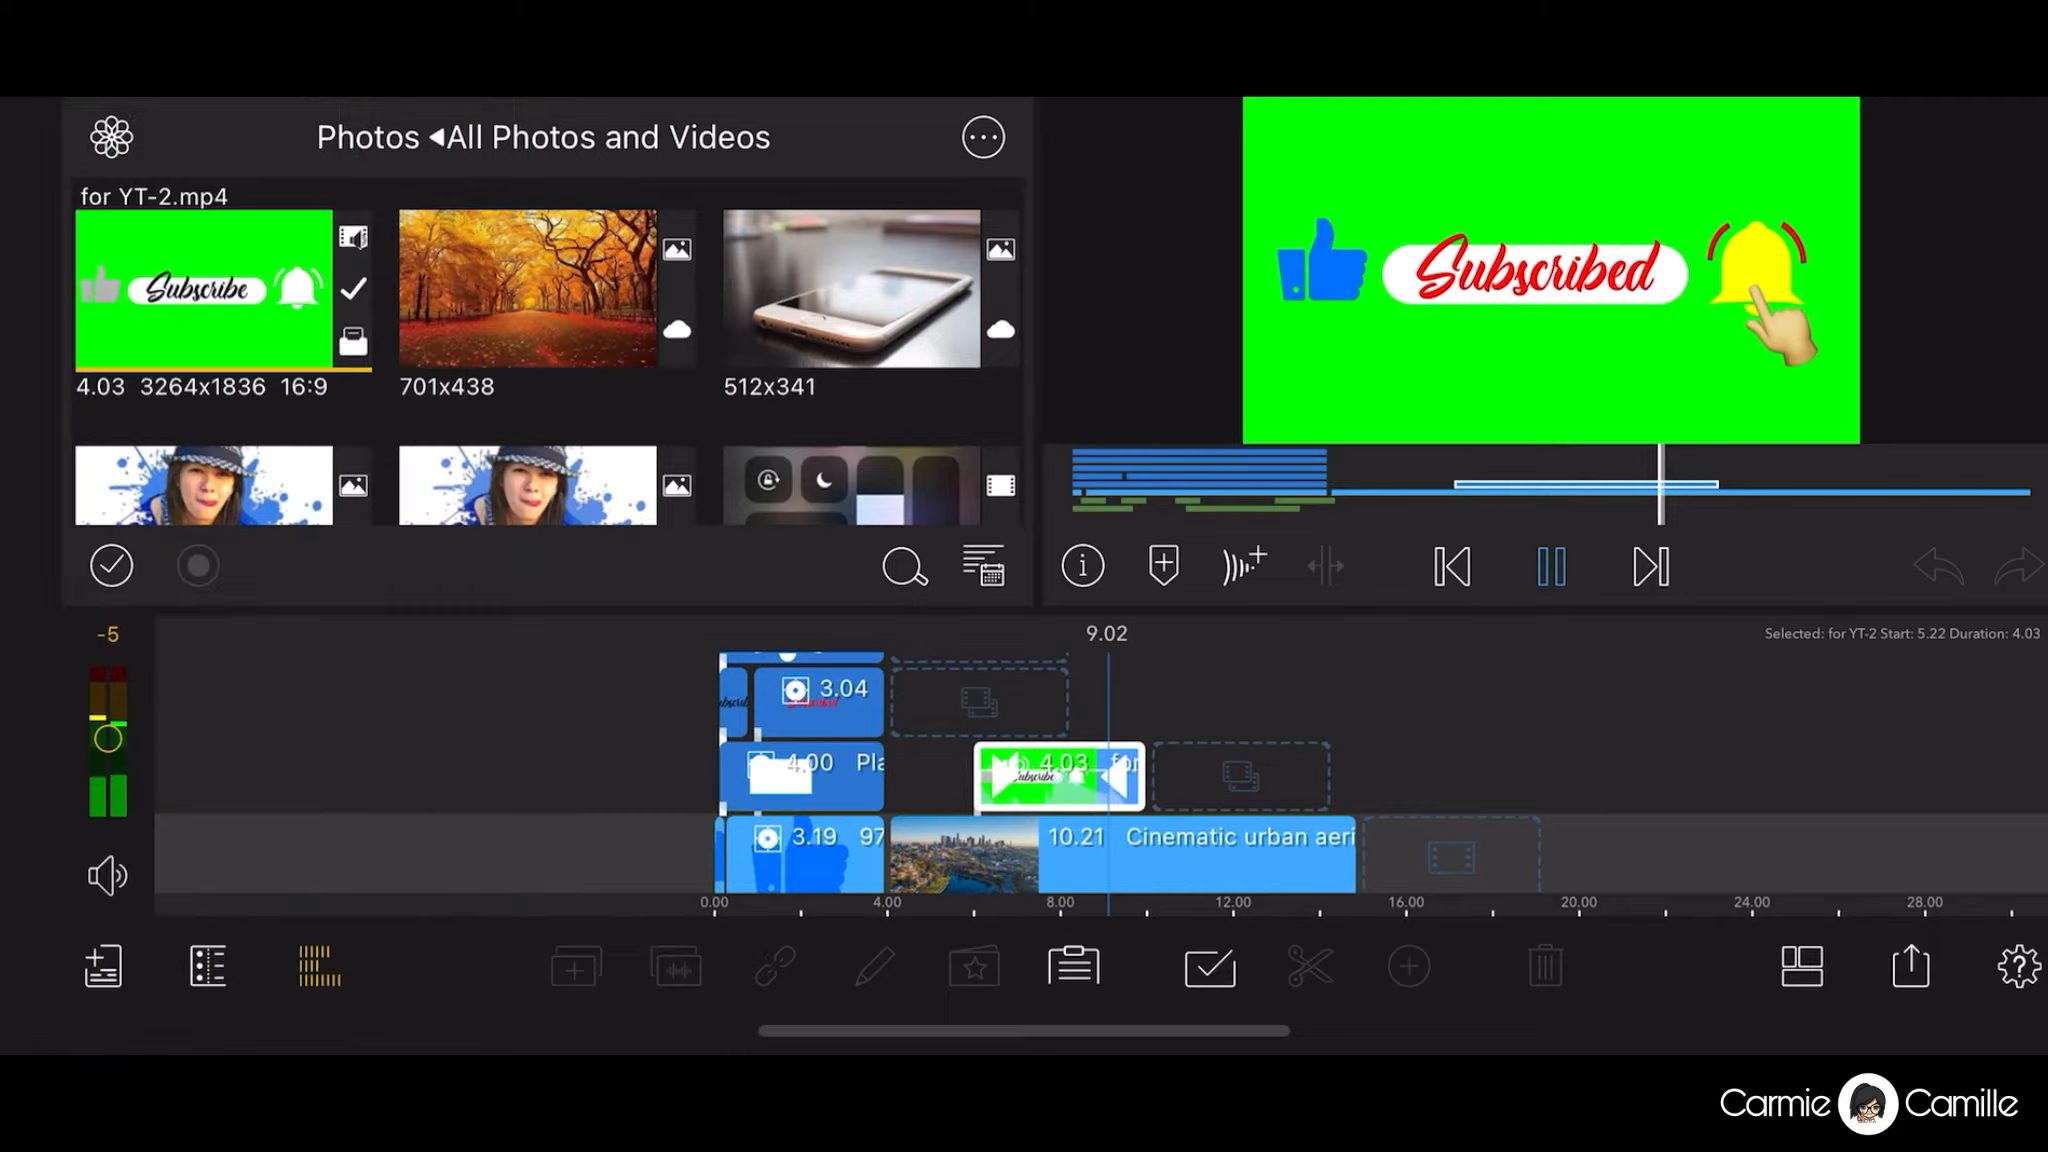 Photos ◀All Photos and Videos
for YT-2.mp4
Subscribe
4.03 3264x1836 16:9
701x438
512x341
Subscribed
-5
9.02
Selected: for YT-2 Start: 5.22 Duration: 4.03
3.04
4.00 Pla
4.03 for
Subscribe
3.19 97
10.21 Cinematic urban aeri
0.00 4.00 8.00 12.00 16.00 20.00 24.00 28.00
Carmie Camille